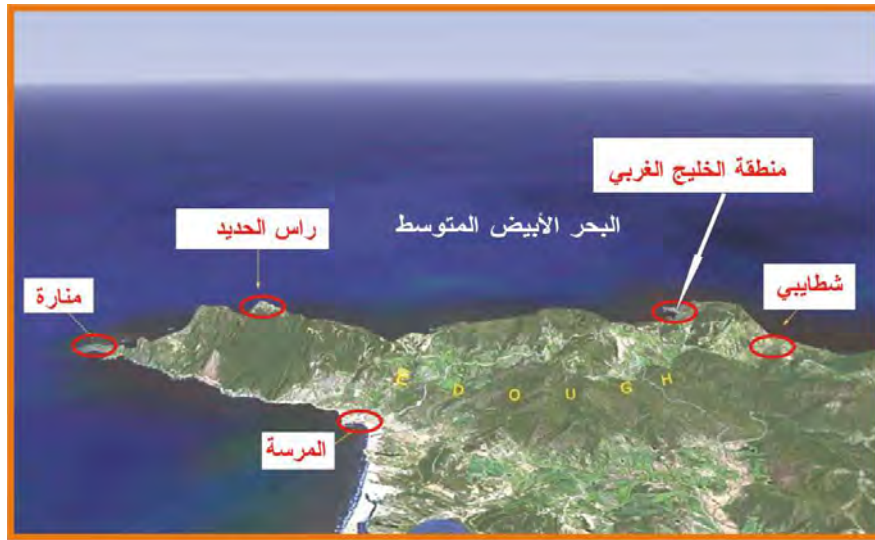 منطقة الخليج الغربي
البحر الأبيض المتوسط
راس الحديد
شطايبي
منارة
EDOUGH
المرسة